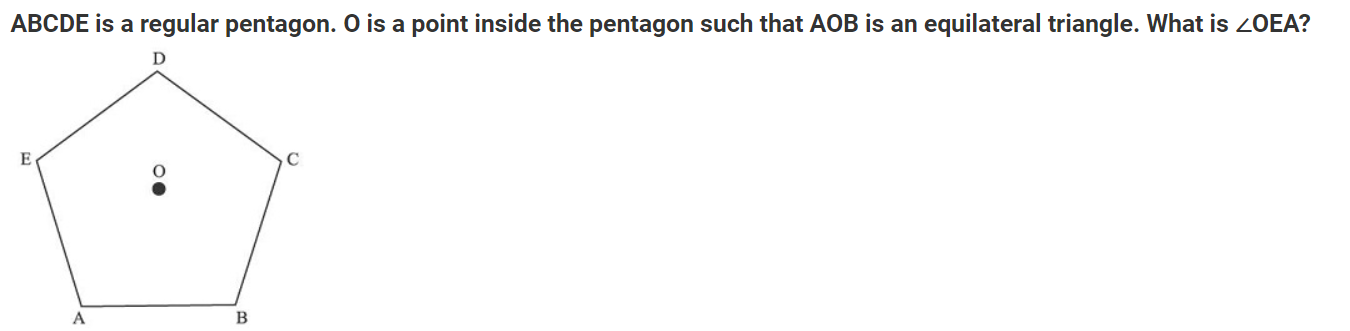 ABCDE is a regular pentagon. O is a point inside the pentagon such that AOB is an equilateral triangle. What is ∠OEA?
D
E
C
O
A
B